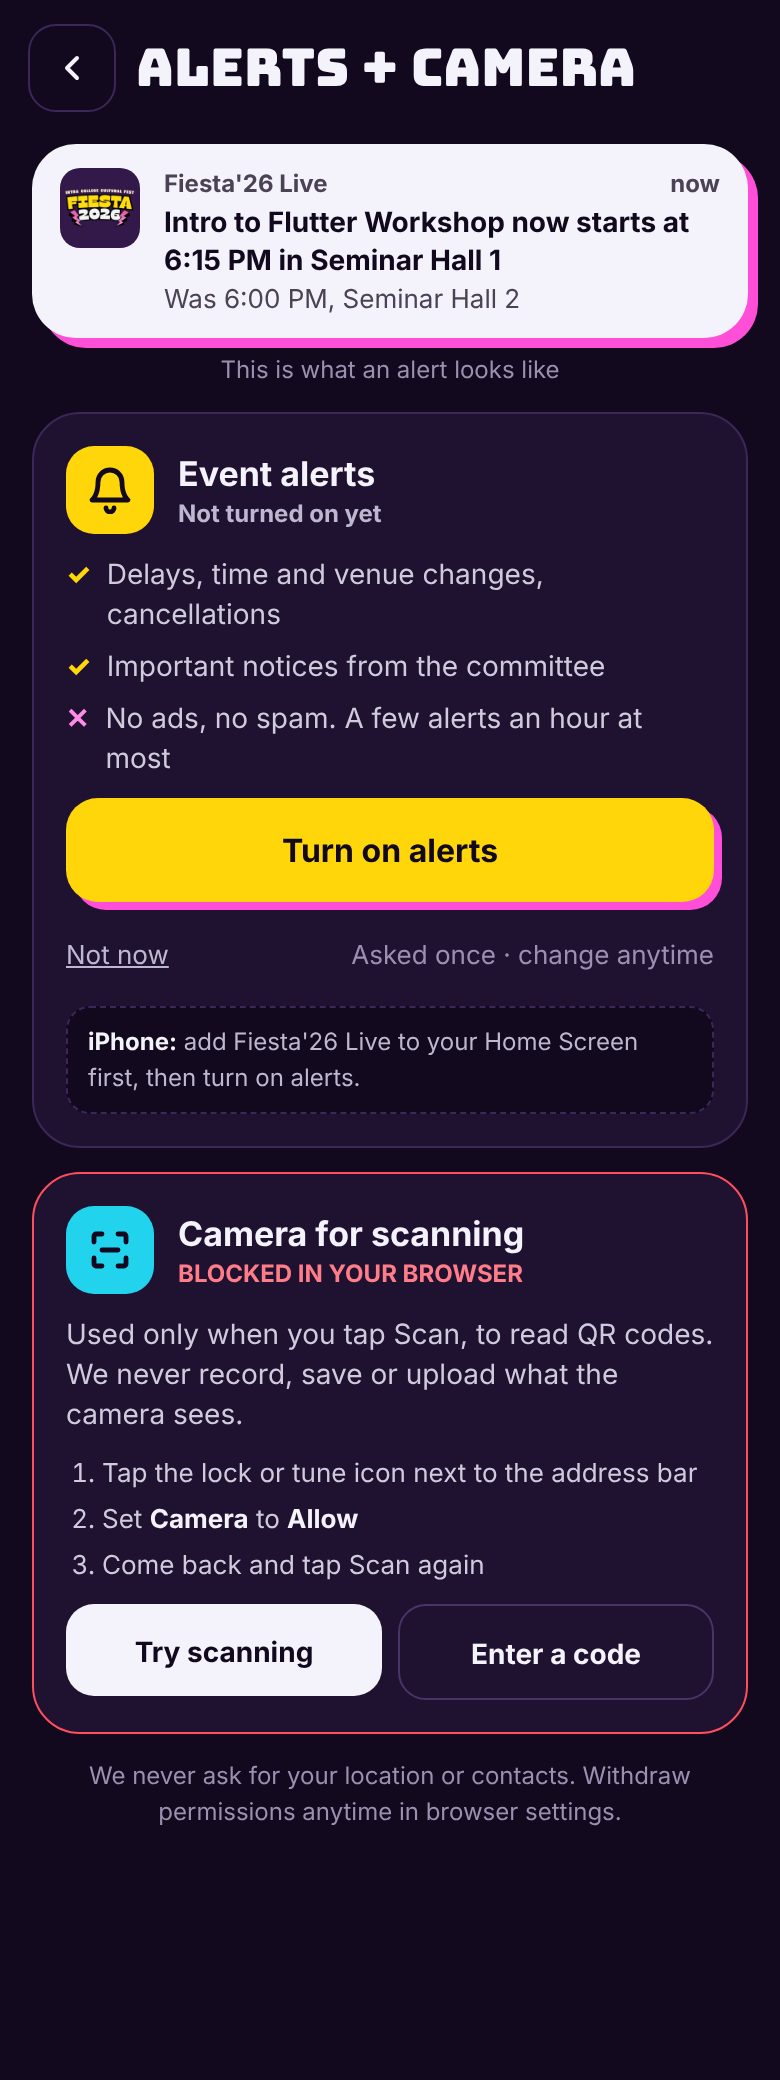 ALERTS + CAMERA
INTRA COLLEGE CULTURAL FEST
FIESTA
2026
Fiesta'26 Live
now
Intro to Flutter Workshop now starts at
6:15 PM in Seminar Hall 1
Was 6:00 PM, Seminar Hall 2
This is what an alert looks like
Event alerts
Not turned on yet
Delays, time and venue changes,
cancellations
Important notices from the committee
No ads, no spam. A few alerts an hour at
most
Turn on alerts
Not now
Asked once · change anytime
iPhone: add Fiesta'26 Live to your Home Screen
first, then turn on alerts.
Camera for scanning
BLOCKED IN YOUR BROWSER
Used only when you tap Scan, to read QR codes.
We never record, save or upload what the
camera sees.
1. Tap the lock or tune icon next to the address bar
2. Set Camera to Allow
3. Come back and tap Scan again
Try scanning
Enter a code
We never ask for your location or contacts. Withdraw
permissions anytime in browser settings.